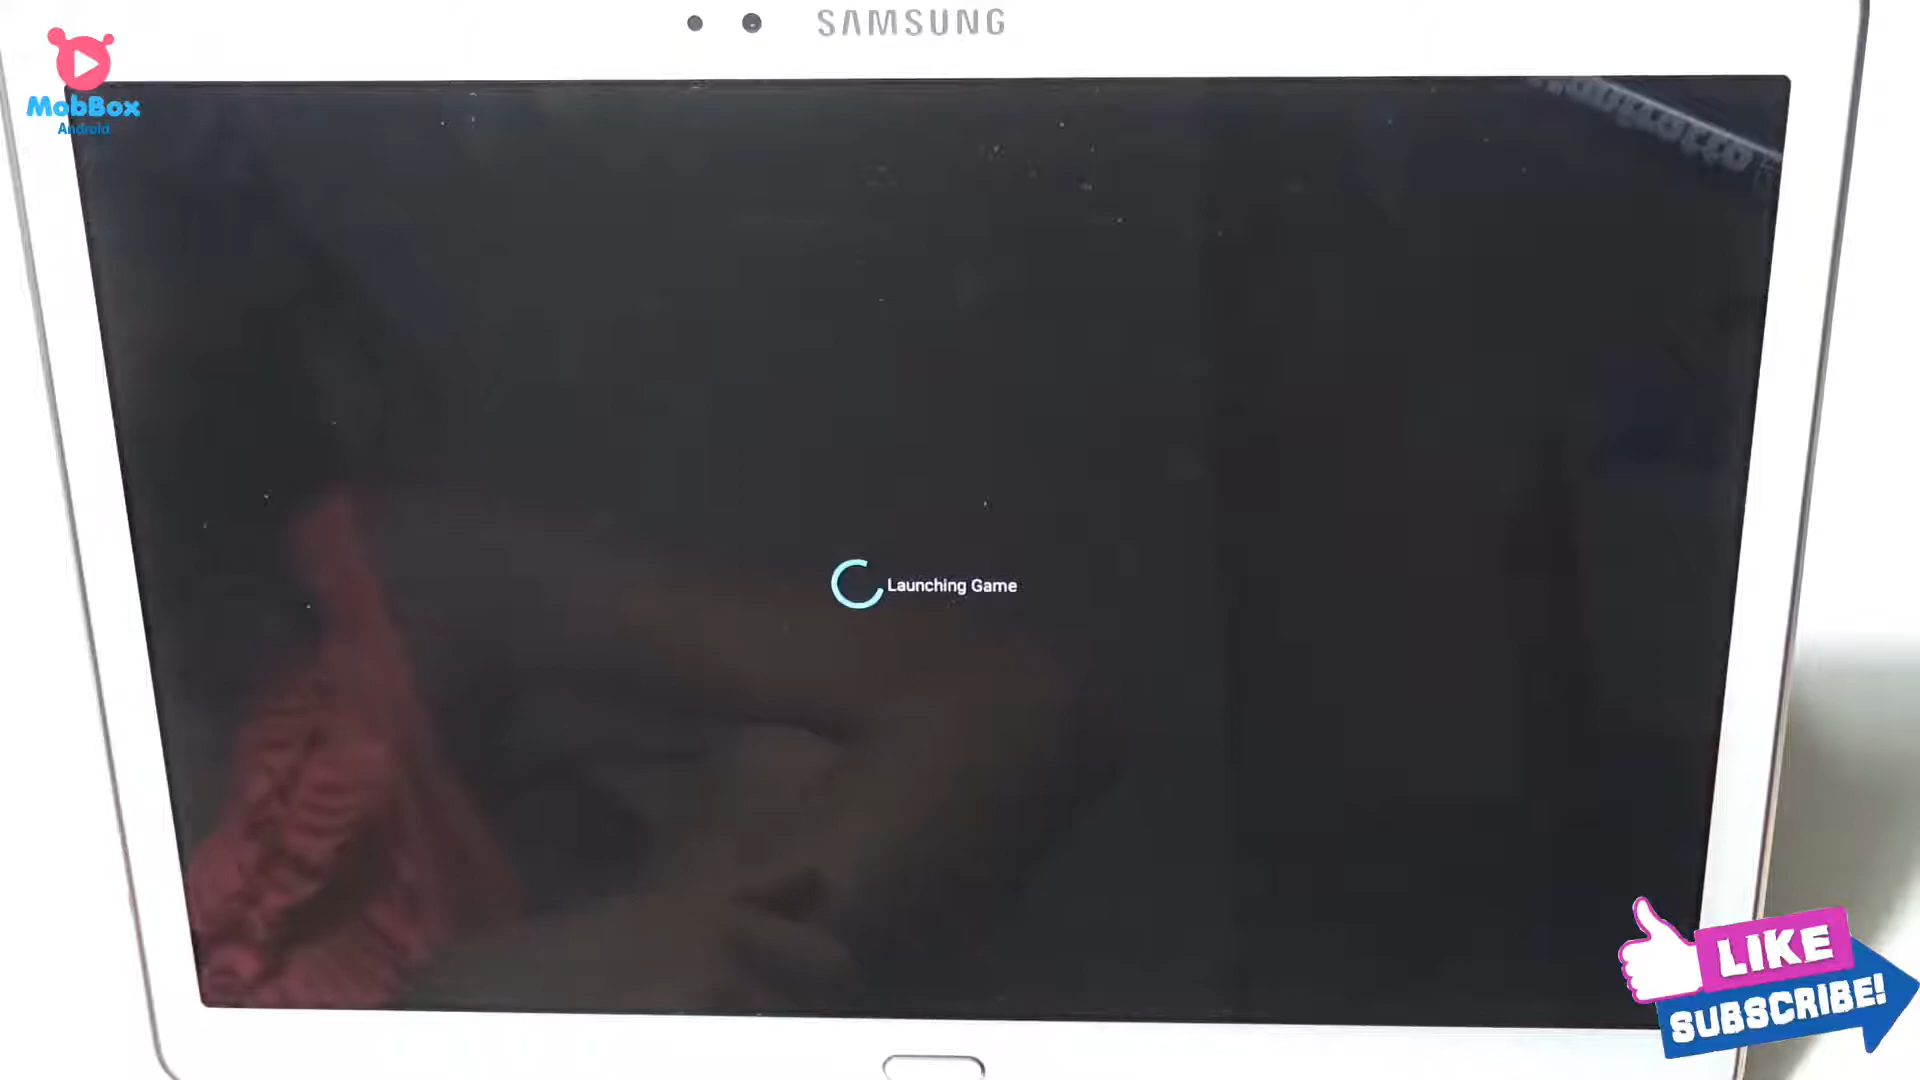 SAMSUNG
MobBox
Android
Launching Game
LIKE
SUBSCRIBE!